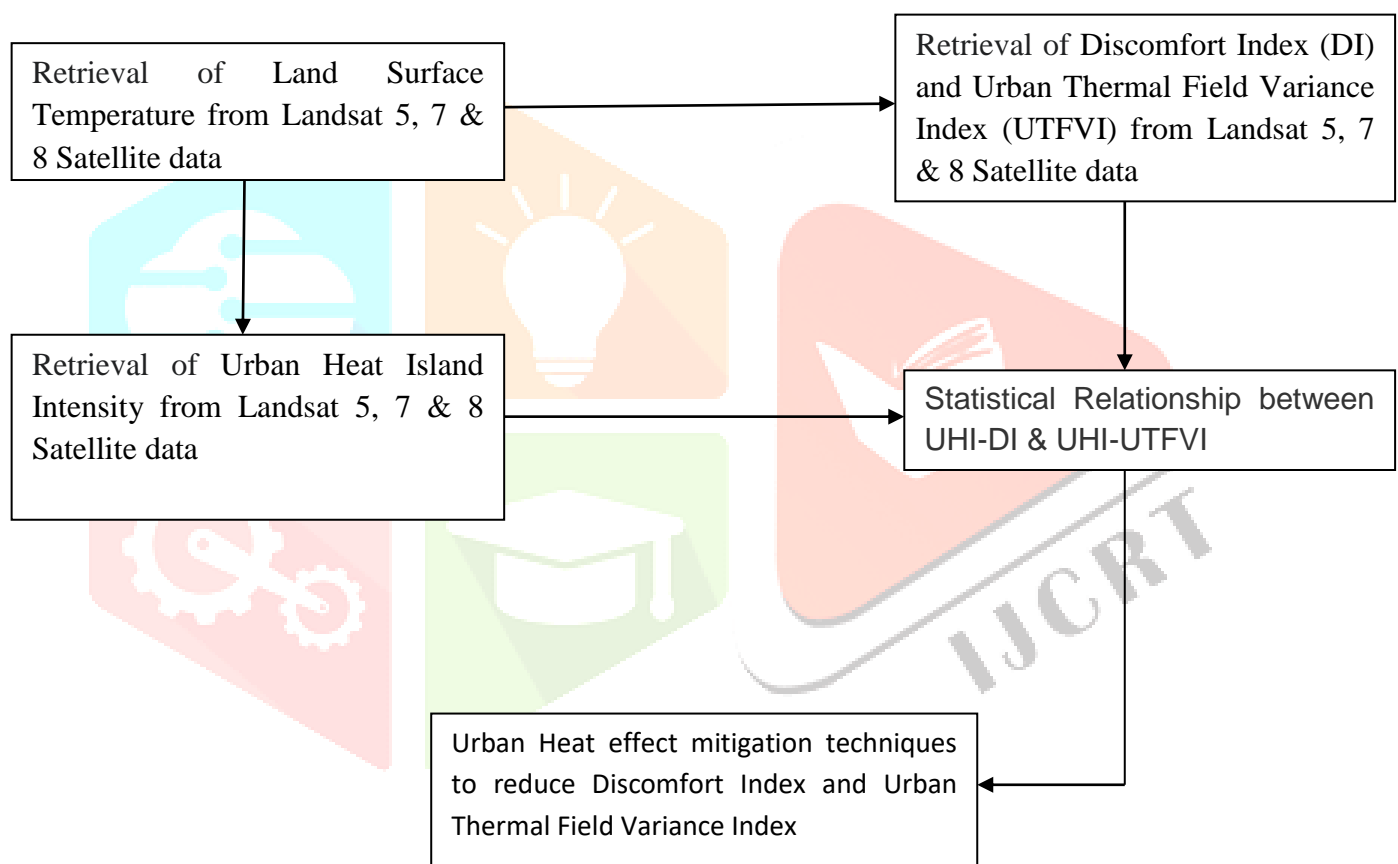 Retrieval of Land Surface
Temperature from Landsat 5, 7 &
8 Satellite data
Retrieval of Discomfort Index (DI)
and Urban Thermal Field Variance
Index (UTFVI) from Landsat 5, 7
& 8 Satellite data
Retrieval of Urban Heat Island
Intensity from Landsat 5, 7 & 8
Satellite data
Statistical Relationship between
UHI-DI & UHI-UTFVI
IJCRT
Urban Heat effect mitigation techniques
to reduce Discomfort Index and Urban
Thermal Field Variance Index